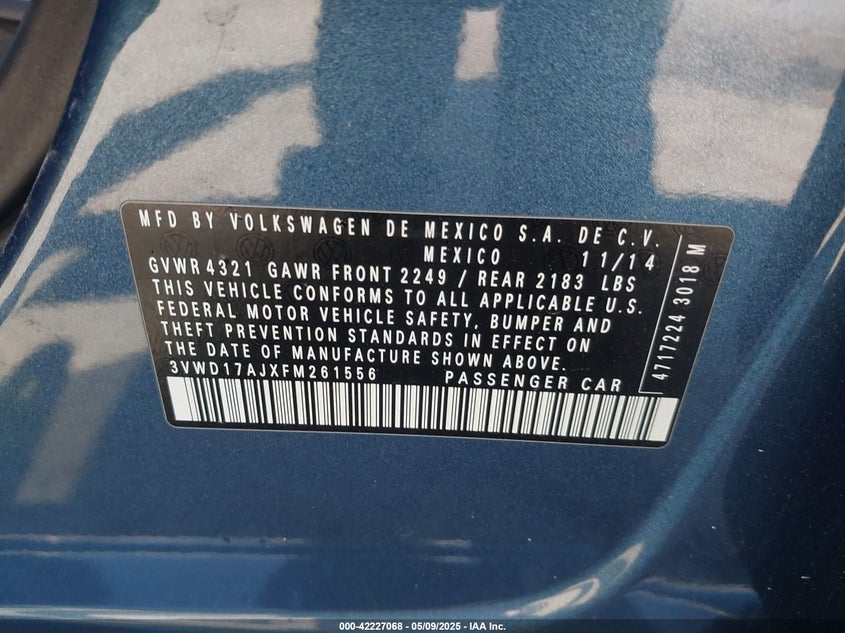 MFD BY VOLKSWAGEN DE MEXICO S.A. DE C.V.
MEXICO 11/14
GVWR 4321 GAWR FRONT 2249 / REAR 2183 LBS
THIS VEHICLE CONFORMS TO ALL APPLICABLE U.S.
FEDERAL MOTOR VEHICLE SAFETY, BUMPER AND
THEFT PREVENTION STANDARDS IN EFFECT ON
THE DATE OF MANUFACTURE SHOWN ABOVE.
3VWD17AJXFM261556 PASSENGER CAR
4717224 3018 M
000-42227068 - 05/09/2025 - IAA Inc.